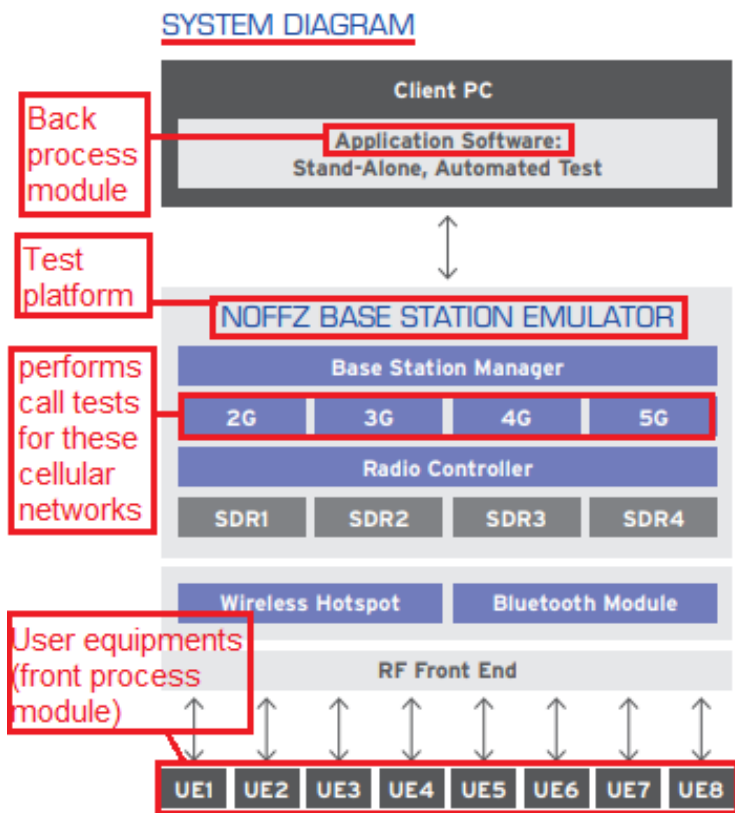 SYSTEM DIAGRAM
Client PC
Back
process
module
Application Software:
Stand-Alone, Automated Test
Test
platform
NOFFZ BASE STATION EMULATOR
performs
call tests
for these
cellular
networks
Base Station Manager
2G 3G 4G 5G
Radio Controller
SDR1 SDR2 SDR3 SDR4
Wireless Hotspot Bluetooth Module
User equipments
(front process
module)
RF Front End
UE1 UE2 UE3 UE4 UE5 UE6 UE7 UE8